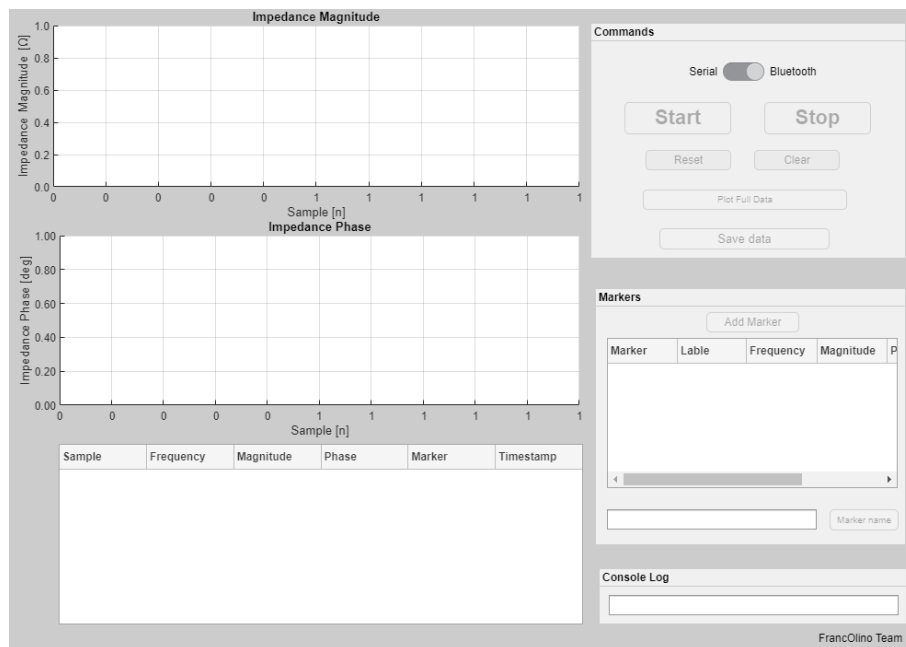 Impedance Magnitude
Impedance Magnitude [Ω]
1.0
0.8
0.6
0.4
0.2
0.0
0 0 0 0 0 1 1 1 1 1 1
Sample [n]
Impedance Phase
Impedance Phase [deg]
1.00
0.80
0.60
0.40
0.20
0.00
0 0 0 0 0 1 1 1 1 1 1
Sample [n]
Sample Frequency Magnitude Phase Marker Timestamp
Commands
Serial Bluetooth
Start Stop
Reset Clear
Plot Full Data
Save data
Markers
Add Marker
Marker Lable Frequency Magnitude P
Marker name
Console Log
FrancOlino Team